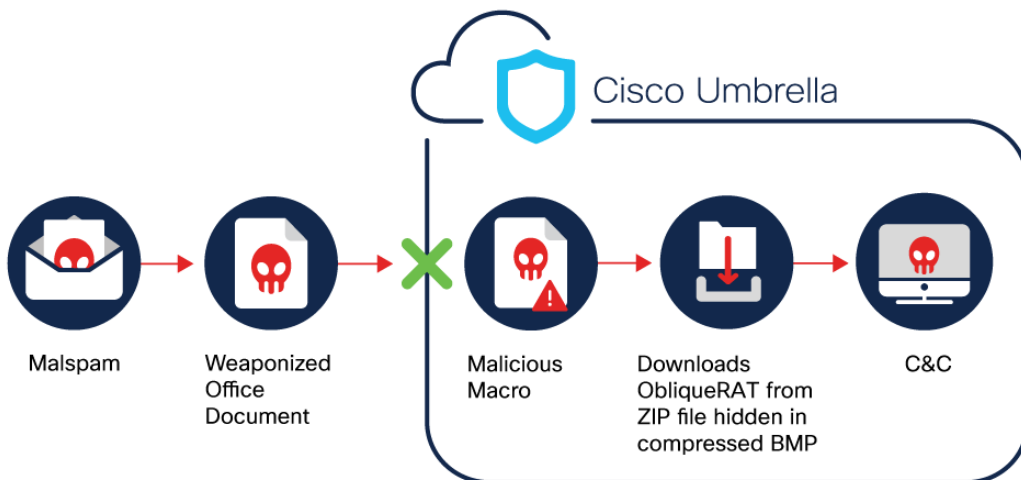 Cisco Umbrella
Malspam
Weaponized
Office
Document
Malicious
Macro
Downloads
ObliqueRAT from
ZIP file hidden in
compressed BMP
C&C